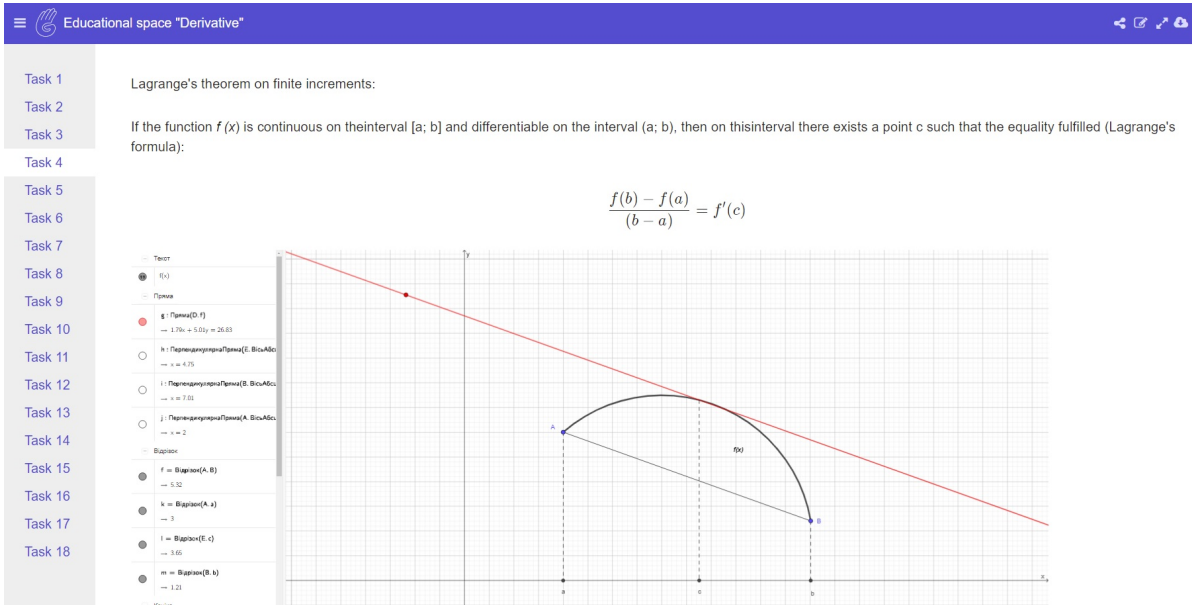 Educational space "Derivative"
Task 1
Task 2
Task 3
Task 4
Task 5
Task 6
Task 7
Task 8
Task 9
Task 10
Task 11
Task 12
Task 13
Task 14
Task 15
Task 16
Task 17
Task 18
Lagrange's theorem on finite increments:
If the function f (x) is continuous on theinterval [a; b] and differentiable on the interval (a; b), then on thisinterval there exists a point c such that the equality fulfilled (Lagrange's
formula):
f(b) − f(a)
(b − a)
= f′(c)
Текст
f(x)
Пряма
g : Пряма(D, f)
→ 1.79x + 5.01y = 26.83
h : ПерпендикулярнаПряма(E, ВісьАбс
→ x = 4.75
i : ПерпендикулярнаПряма(B, ВісьАбс
→ x = 7.01
j : ПерпендикулярнаПряма(A, ВісьАбс
→ x = 2
Відрізок
f = Відрізок(A, B)
→ 5.32
k = Відрізок(A, a)
→ 3
l = Відрізок(E, c)
→ 3.65
m = Відрізок(B, b)
→ 1.21
y
A
f(x)
B
x
a
c
b